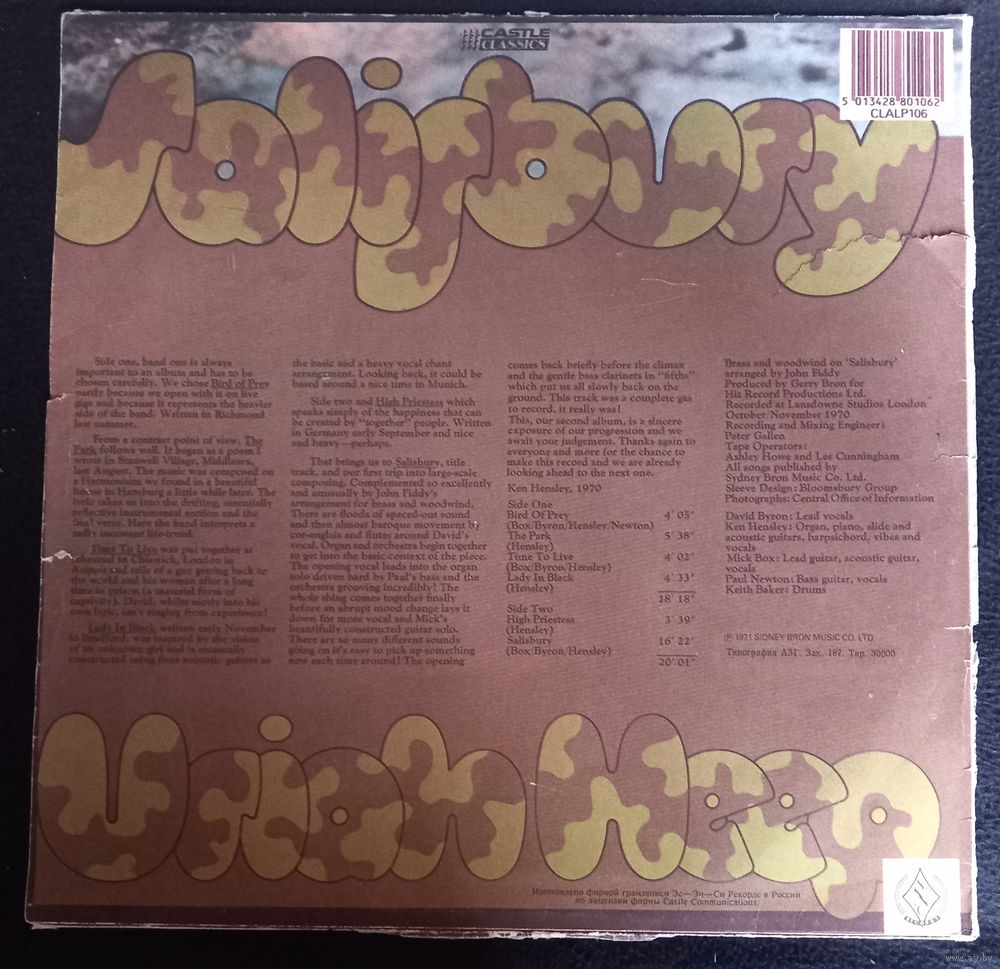 CASTLE
CLASSICS
5 013428 801062
CLALP106
Salisbury
Side one, band one is always
important to an album and has to be
chosen carefully. We chose Bird of Prey
partly because we open with it on live
gigs and because it represents the heavier
side of the band. Written in Richmond
last summer.
From a contrast point of view, The
Park follows well. It began as a poem I
wrote in Stanwell Village, Middlesex,
last August. The music was composed on
a Harmonium we found in a beautiful
house in Hamburg a little while later. The
lyric takes us into the drifting, essentially
reflective instrumental section and the
final verse. Here the band interprets a
sadly incessant life-trend.
Time To Live was put together at
rehearsal in Chiswick, London in
August and tells of a guy getting back to
the world and his woman after a long
time in prison (a material form of
captivity). David, whilst nicely into his
own lyric, isn't singing from experience!
Lady In Black, written early November
in Bradford, was inspired by the vision
of an unknown girl and is unusually
constructed using four acoustic guitars as
the basic and a heavy vocal chant
arrangement. Looking back, it could be
based around a nice time in Munich.
Side two and High Priestess which
speaks simply of the happiness that can
be created by "together" people. Written
in Germany early September and nice
and heavy—perhaps.
That brings us to Salisbury, title
track, and our first trip into large-scale
composing. Complemented so excellently
and unusually by John Fiddy's
arrangement for brass and woodwind.
There are floods of spaced-out sound
and then almost baroque movement by
cor-anglais and flutes around David's
vocal. Organ and orchestra begin together
to get into the basic context of the piece.
The opening vocal leads into the organ
solo driven hard by Paul's bass and the
orchestra grooving incredibly! The
whole thing comes together finally
before an abrupt mood change lays it
down for more vocal and Mick's
beautifully constructed guitar solo.
There are so many different sounds
going on it's easy to pick up something
new each time around! The opening
comes back briefly before the climax
and the gentle bass clarinets in "fifths"
which put us all slowly back on the
ground. This track was a complete gas
to record, it really was!
This, our second album, is a sincere
exposure of our progression and we
await your judgement. Thanks again to
everyone and more for the chance to
make this record and we are already
looking ahead to the next one.
Ken Hensley, 1970
Side One
Bird Of Prey 4' 05"
(Box/Byron/Hensley/Newton)
The Park 5' 38"
(Hensley)
Time To Live 4' 02"
(Box/Byron/Hensley)
Lady In Black 4' 33"
(Hensley)
18' 18"
Side Two
High Priestess 3' 39"
(Hensley)
Salisbury 16' 22"
(Box/Byron/Hensley)
20' 01"
Brass and woodwind on 'Salisbury'
arranged by John Fiddy
Produced by Gerry Bron for
Hit Record Productions Ltd.
Recorded at Lansdowne Studios London
October/November 1970
Recording and Mixing Engineer:
Peter Gallen
Tape Operators:
Ashley Howe and Les Cunningham
All songs published by
Sydney Bron Music Co. Ltd.
Sleeve Design: Bloomsbury Group
Photographs: Central Office of Information
David Byron: Lead vocals
Ken Hensley: Organ, piano, slide and
acoustic guitars, harpsichord, vibes and
vocals
Mick Box: Lead guitar, acoustic guitar,
vocals
Paul Newton: Bass guitar, vocals
Keith Baker: Drums
℗ 1971 SIDNEY BRON MUSIC CO. LTD.
Типография АЗГ. Зак. 187. Тир. 30000
Uriah Heep
Изготовлено фирмой грамзаписи Эс—Эн—Си Рекордс в России
по лицензии фирмы Castle Communications.
www.ay.by